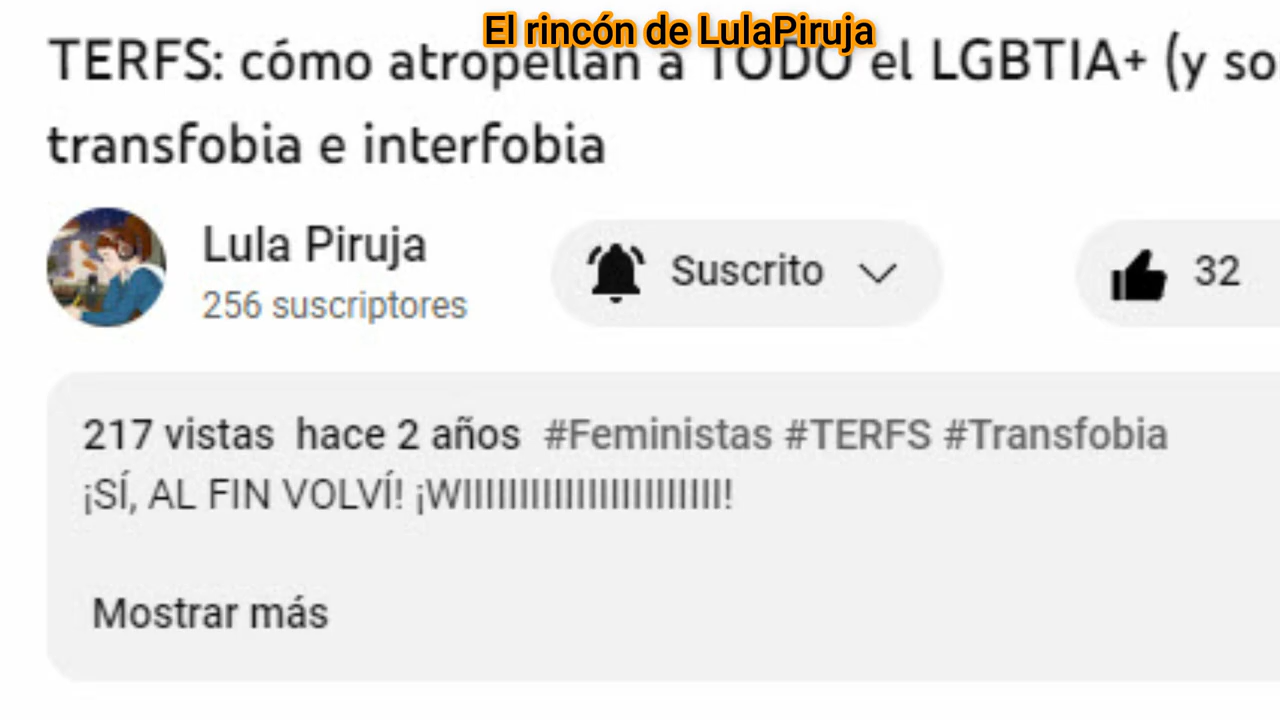 El rincón de LulaPiruja
TERFS: cómo atropellan a TODO el LGBTIA+ (y so
transfobia e interfobia
Lula Piruja
256 suscriptores
Suscrito
32
217 vistas hace 2 años #Feministas #TERFS #Transfobia
¡SÍ, AL FIN VOLVÍ! ¡WIIIIIIIIIIIIIIIIIIIIIIII!
Mostrar más